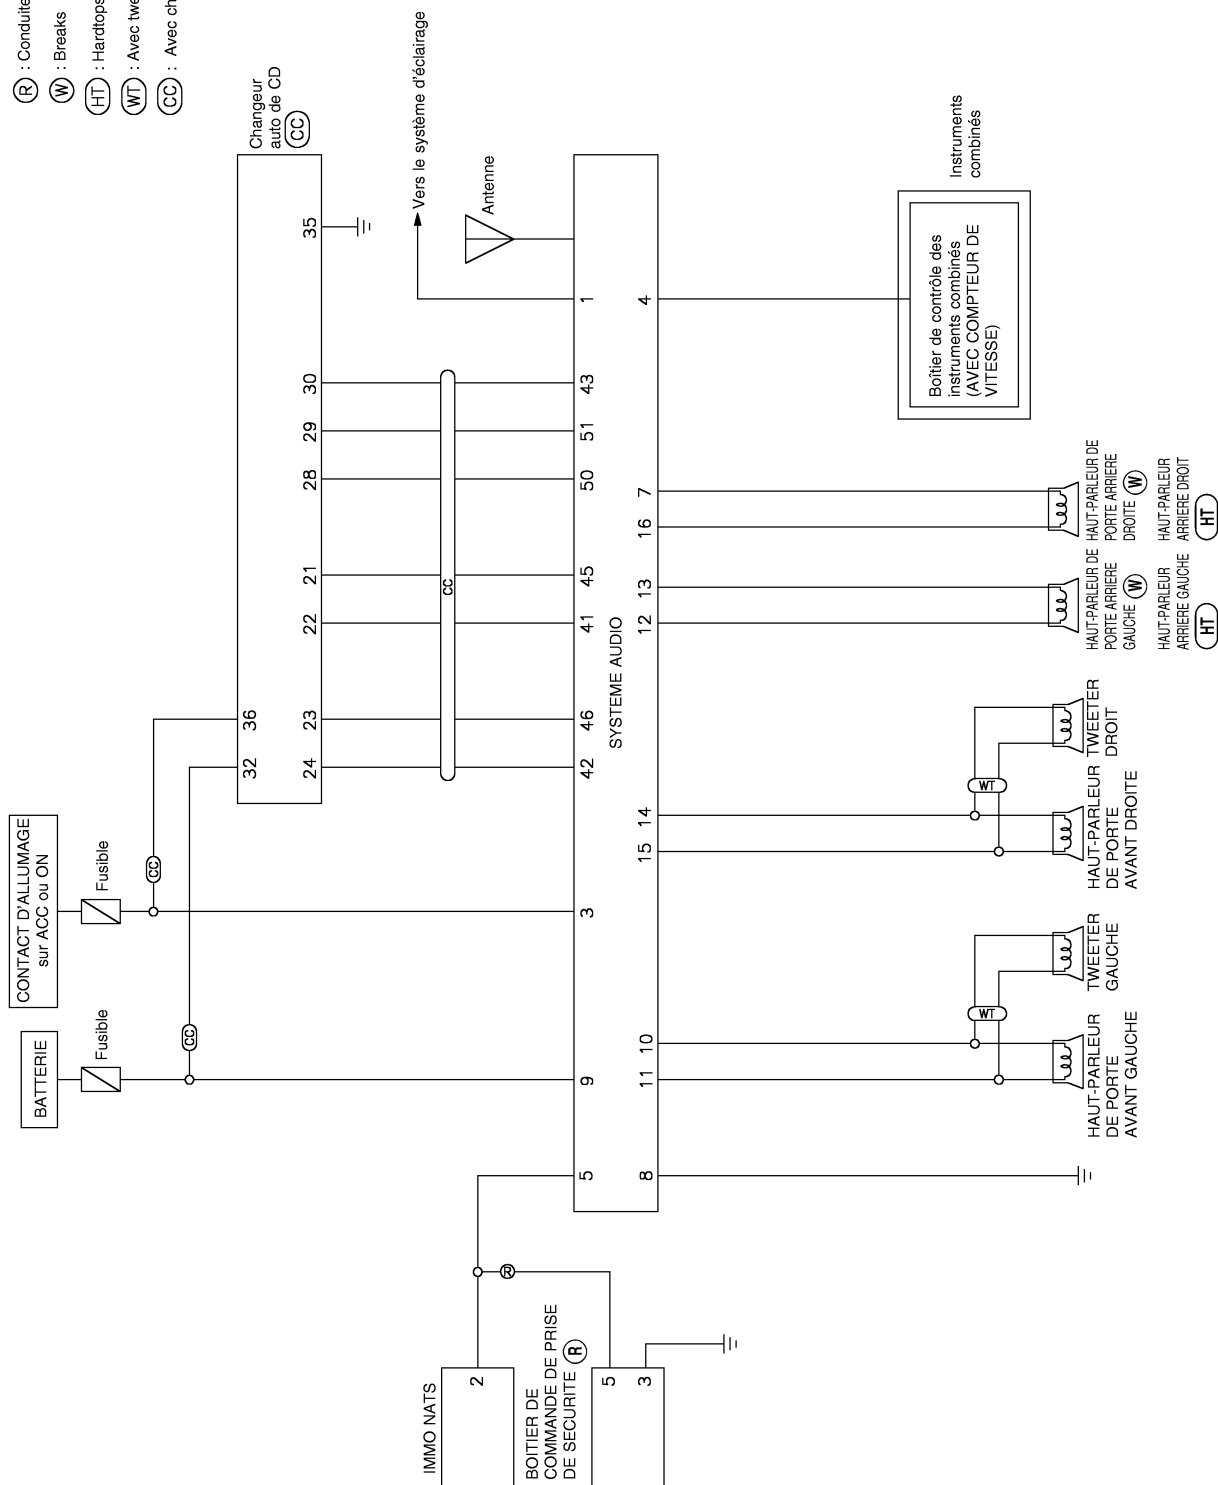 R : Conduite
W : Breaks
HT : Hardtops
WT : Avec
CC : Avec
IMMO NATS
2
BOITIER DE
COMMANDE DE PRISE
DE SECURITE R
5
3
R
BATTERIE
Fusible
CC
CONTACT D'ALLUMAGE
sur ACC ou ON
Fusible
CC
Changeur
auto de CD
CC
32
36
24
23
22
21
28
29
30
35
CC
Vers le système d'éclairage
Antenne
5
9
3
42
46
41
45
50
51
43
1
SYSTEME AUDIO
8
11
10
15
14
12
13
16
7
4
WT
WT
HAUT-PARLEUR
DE PORTE
AVANT GAUCHE
TWEETER
GAUCHE
HAUT-PARLEUR
DE PORTE
AVANT DROITE
TWEETER
DROIT
HAUT-PARLEUR DE
PORTE ARRIERE
GAUCHE W
HAUT-PARLEUR
ARRIERE GAUCHE
HT
HAUT-PARLEUR DE
PORTE ARRIERE
DROITE W
HAUT-PARLEUR
ARRIERE DROIT
HT
Boîtier de contrôle des
instruments combinés
(AVEC COMPTEUR DE
VITESSE)
Instruments
combinés